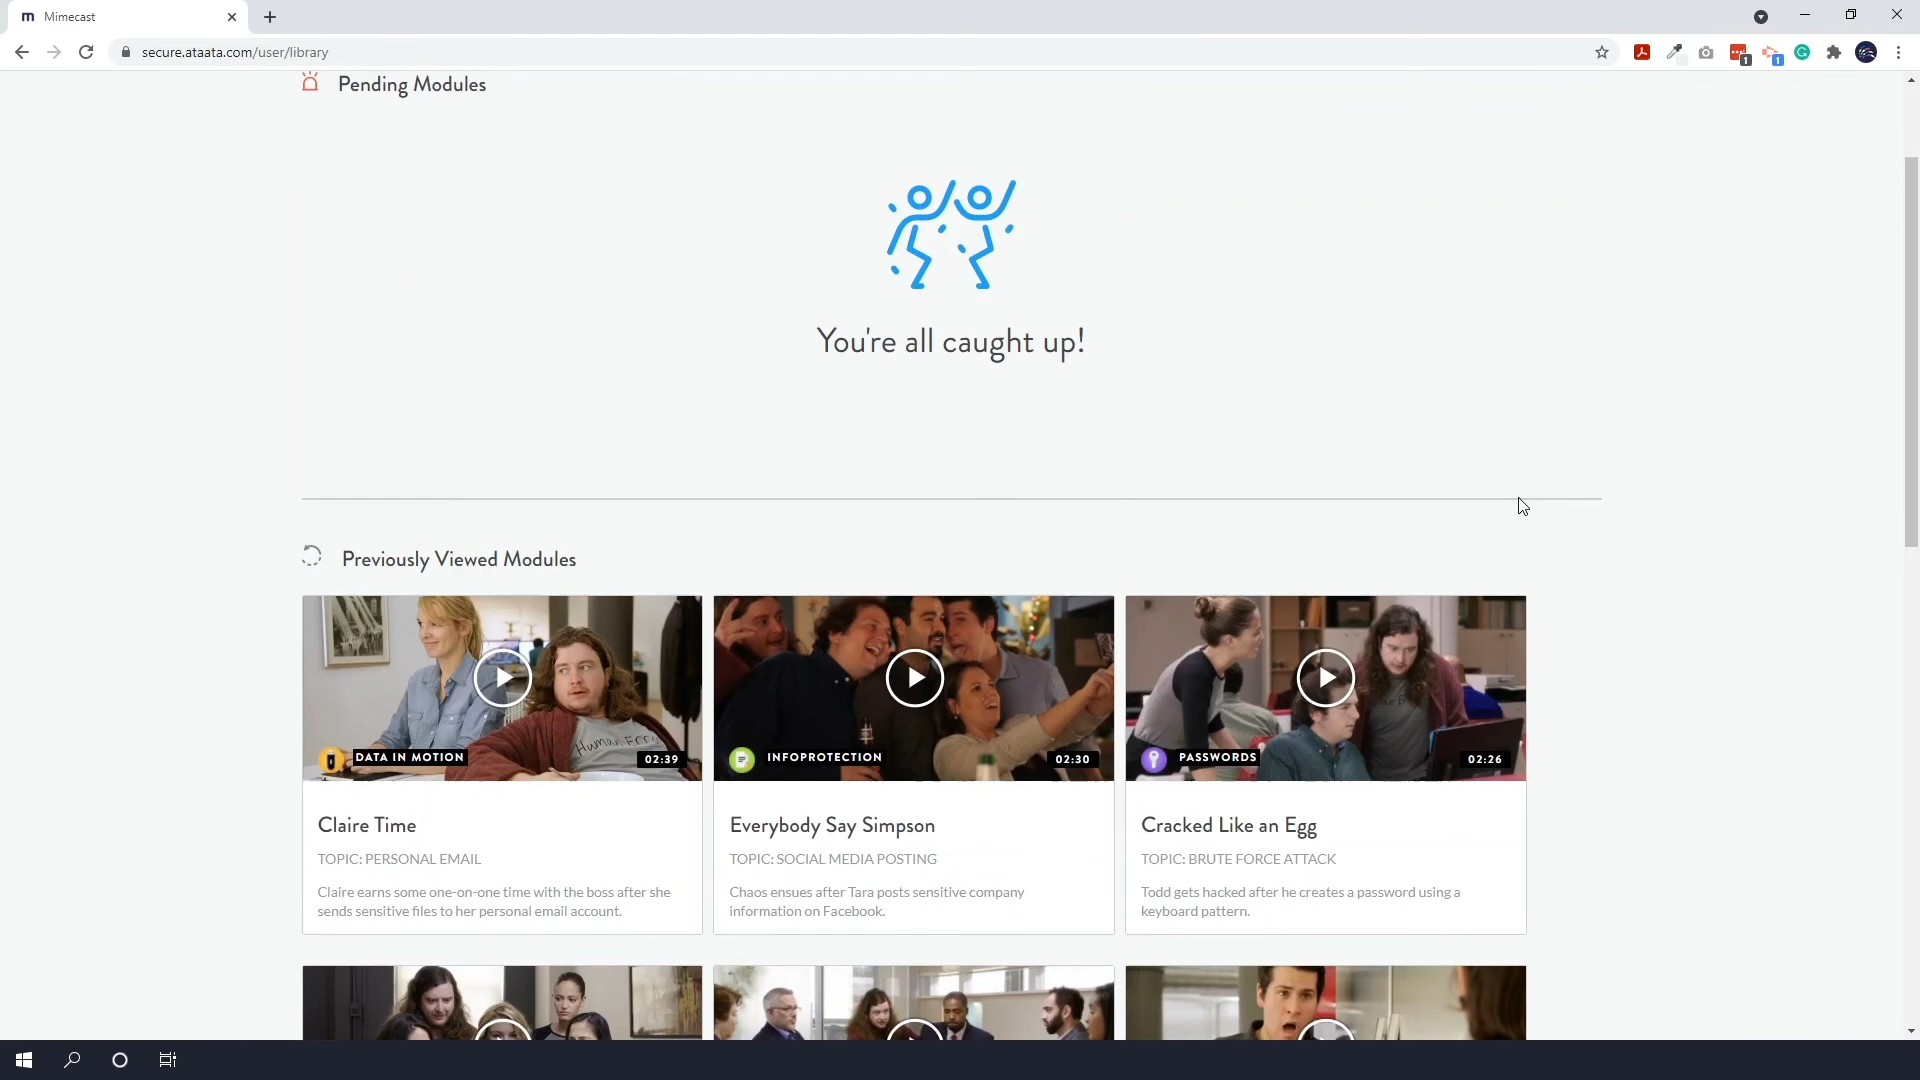 Mimecast
secure.ataata.com/user/library
1
1
Pending Modules
You're all caught up!
Previously Viewed Modules
DATA IN MOTION
02:39
INFOPROTECTION
02:30
PASSWORDS
02:26
Claire Time
Everybody Say Simpson
Cracked Like an Egg
TOPIC: PERSONAL EMAIL
TOPIC: SOCIAL MEDIA POSTING
TOPIC: BRUTE FORCE ATTACK
Claire earns some one-on-one time with the boss after she
sends sensitive files to her personal email account.
Chaos ensues after Tara posts sensitive company
information on Facebook.
Todd gets hacked after he creates a password using a
keyboard pattern.